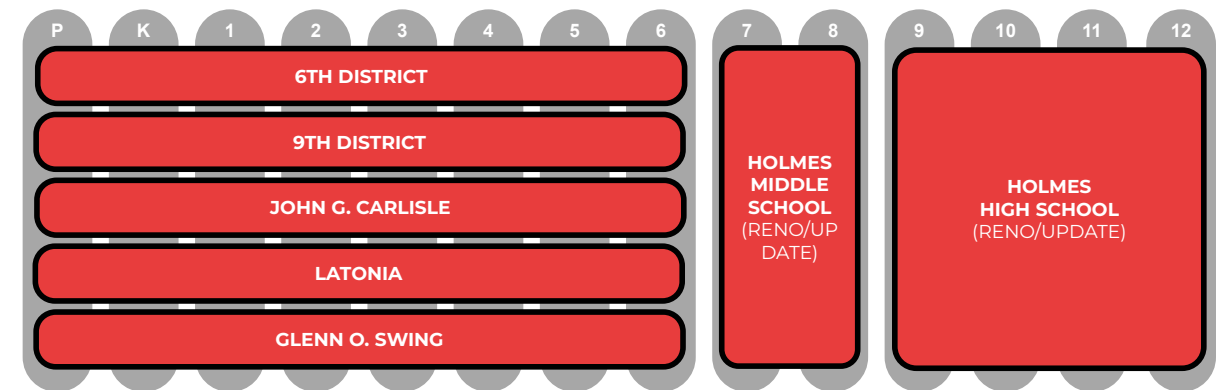 P K 1 2 3 4 5 6 7 8 9 10 11 12
6TH DISTRICT
9TH DISTRICT
JOHN G. CARLISLE
LATONIA
GLENN O. SWING
HOLMES
MIDDLE
SCHOOL
(RENO/UP
DATE)
HOLMES
HIGH SCHOOL
(RENO/UPDATE)